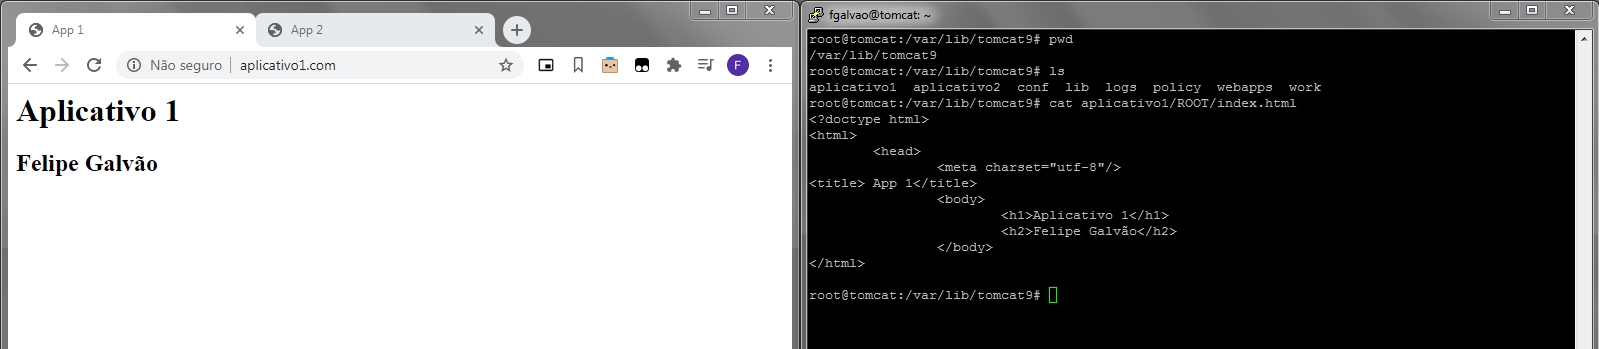 App 1
App 2
Não seguro
aplicativo1.com
F
Aplicativo 1
Felipe Galvão
fgalvao@tomcat: ~
root@tomcat:/var/lib/tomcat9# pwd
/var/lib/tomcat9
root@tomcat:/var/lib/tomcat9# ls
aplicativo1  aplicativo2  conf  lib  logs  policy  webapps  work
root@tomcat:/var/lib/tomcat9# cat aplicativo1/ROOT/index.html
<?doctype html>
<html>
        <head>
                <meta charset="utf-8"/>
<title> App 1</title>
                <body>
                        <h1>Aplicativo 1</h1>
                        <h2>Felipe Galvão</h2>
                </body>
</html>
root@tomcat:/var/lib/tomcat9#